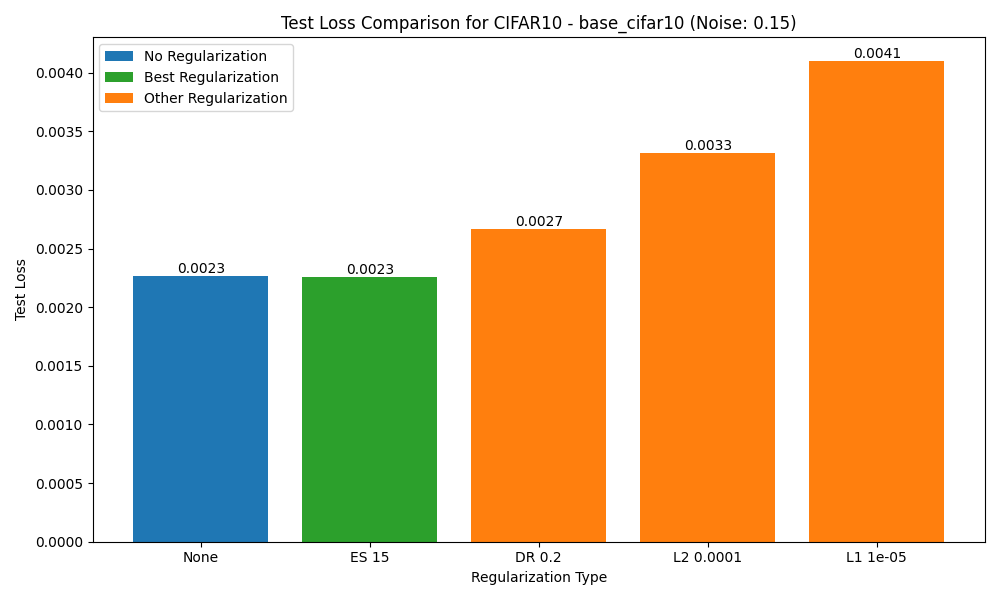 Test Loss Comparison for CIFAR10 - base_cifar10 (Noise: 0.15)
No Regularization
Best Regularization
Other Regularization
0.0041
0.0033
0.0027
0.0023
0.0023
Test Loss
0.0040
0.0035
0.0030
0.0025
0.0020
0.0015
0.0010
0.0005
0.0000
None
ES 15
DR 0.2
L2 0.0001
L1 1e-05
Regularization Type